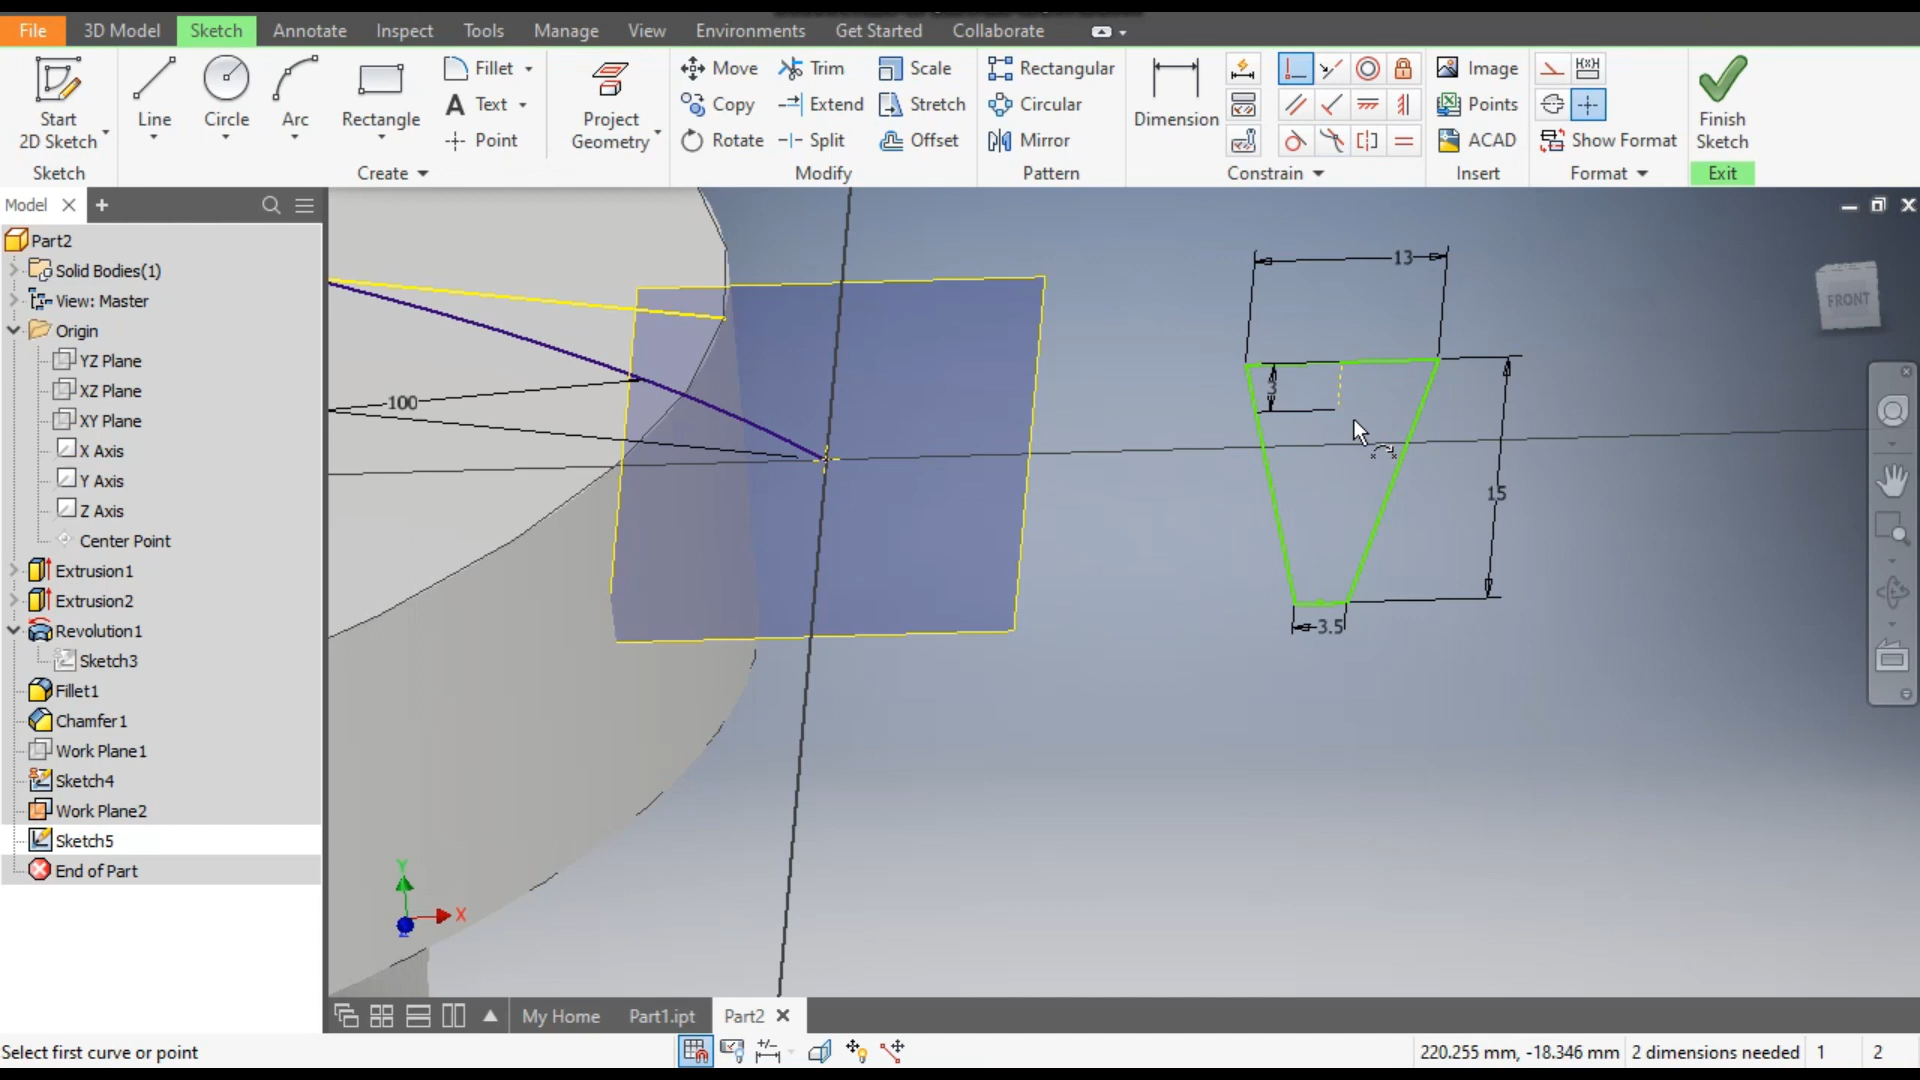 File 3D Model Sketch Annotate Inspect Tools Manage View Environments Get Started Collaborate
Start
2D Sketch
Line
Circle
Arc
Rectangle
Fillet
Text
Point
Project
Geometry
Move Trim Scale
Copy Extend Stretch
Rotate Split Offset
Rectangular
Circular
Mirror
Dimension
Image
Points
ACAD
Show Format
Finish
Sketch
Sketch Create Modify Pattern Constrain Insert Format Exit
Model
Part2
Solid Bodies(1)
View: Master
Origin
YZ Plane
XZ Plane
XY Plane
X Axis
Y Axis
Z Axis
Center Point
Extrusion1
Extrusion2
Revolution1
Sketch3
Fillet1
Chamfer1
Work Plane1
Sketch4
Work Plane2
Sketch5
End of Part
13
FRONT
3
100
15
3.5
Y
X
My Home Part1.ipt Part2
Select first curve or point
220.255 mm, -18.346 mm 2 dimensions needed 1 2